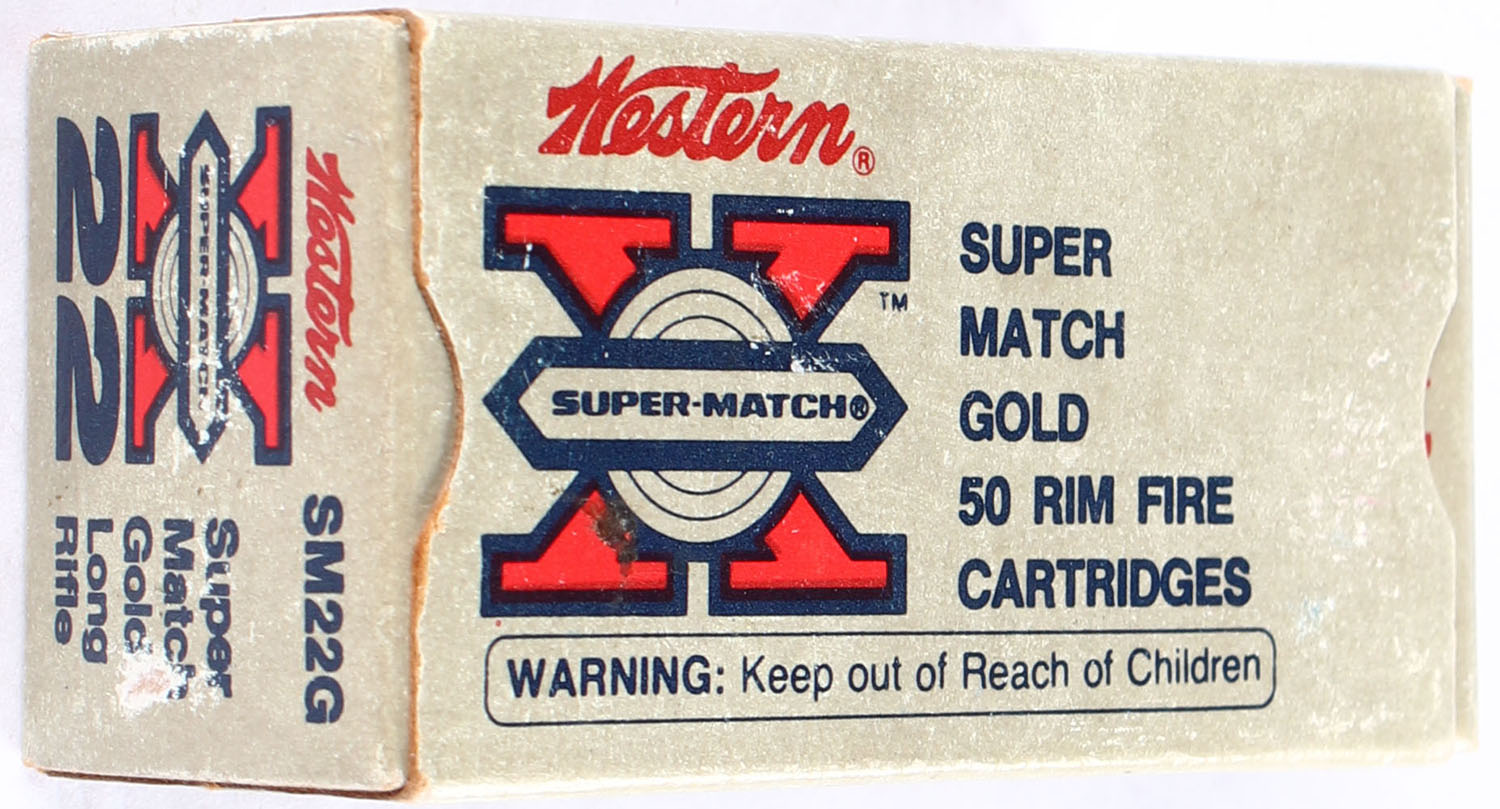 Western®
SUPER-MATCH®
TM
SUPER
MATCH
GOLD
50 RIM FIRE
CARTRIDGES
WARNING: Keep out of Reach of Children
Western
SUPER-MATCH
22
SM22G
Super
Match
Gold
Long
Rifle